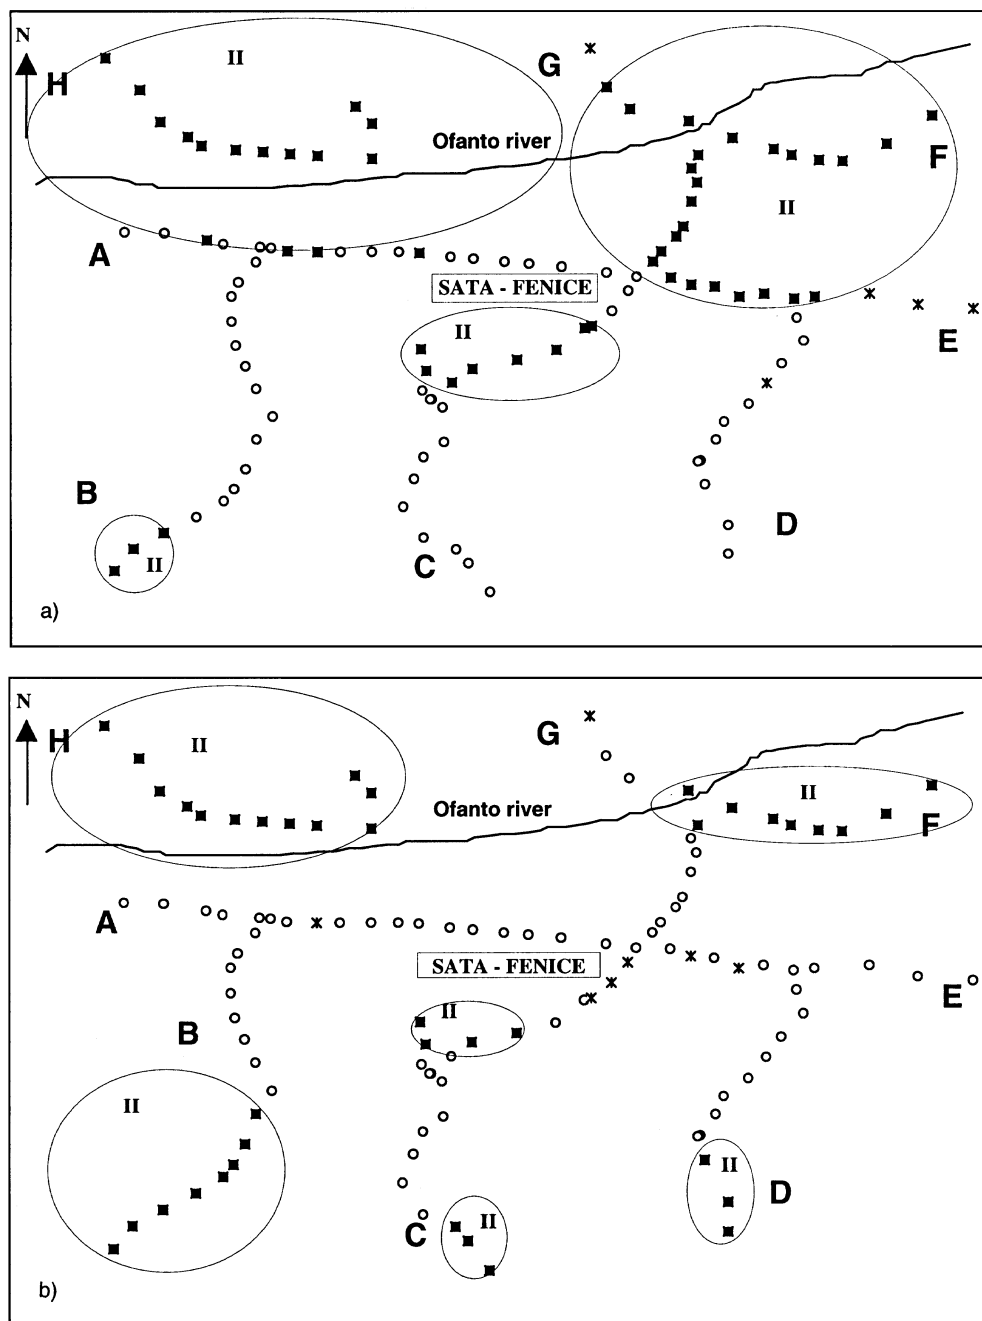 N
H
II
G
Ofanto river
F
II
A
SATA - FENICE
II
E
B
II
C
D
a)
N
H
II
G
II
Ofanto river
F
A
SATA - FENICE
E
II
B
II
II
D
C
II
b)